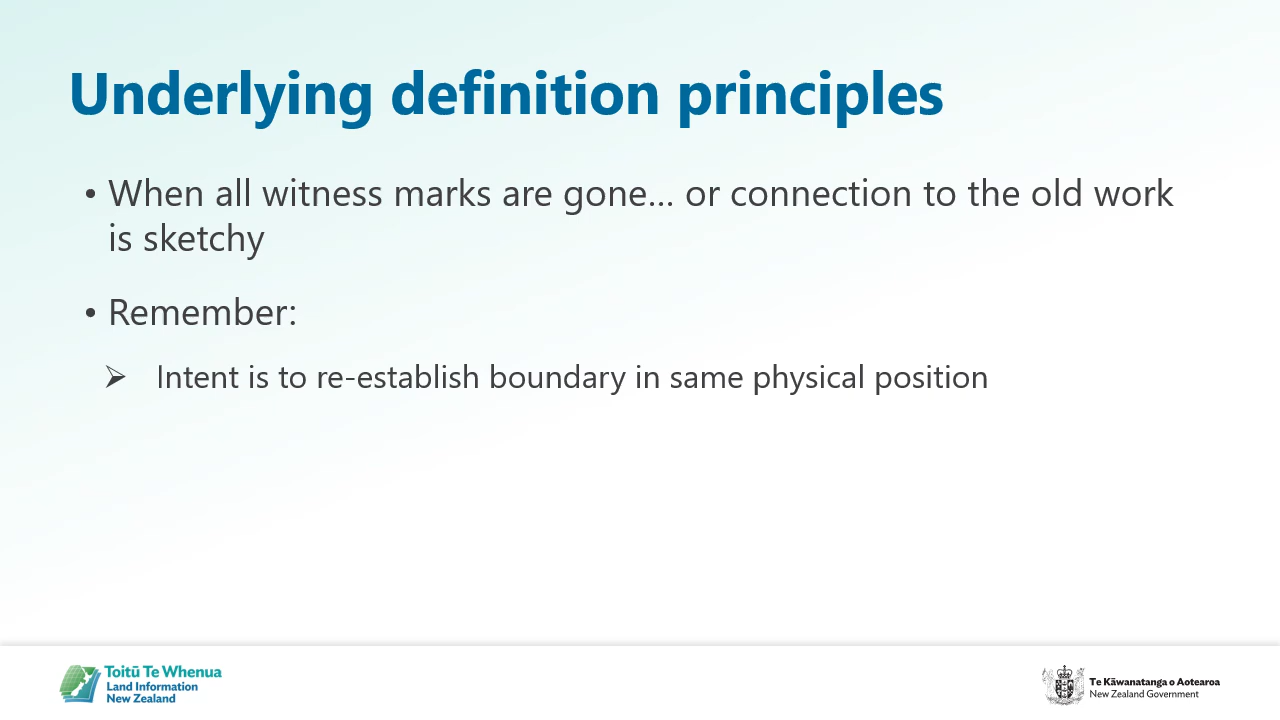 Underlying definition principles
• When all witness marks are gone... or connection to the old work
is sketchy
• Remember:
➢ Intent is to re-establish boundary in same physical position
Toitū Te Whenua
Land Information
New Zealand
Te Kāwanatanga o Aotearoa
New Zealand Government